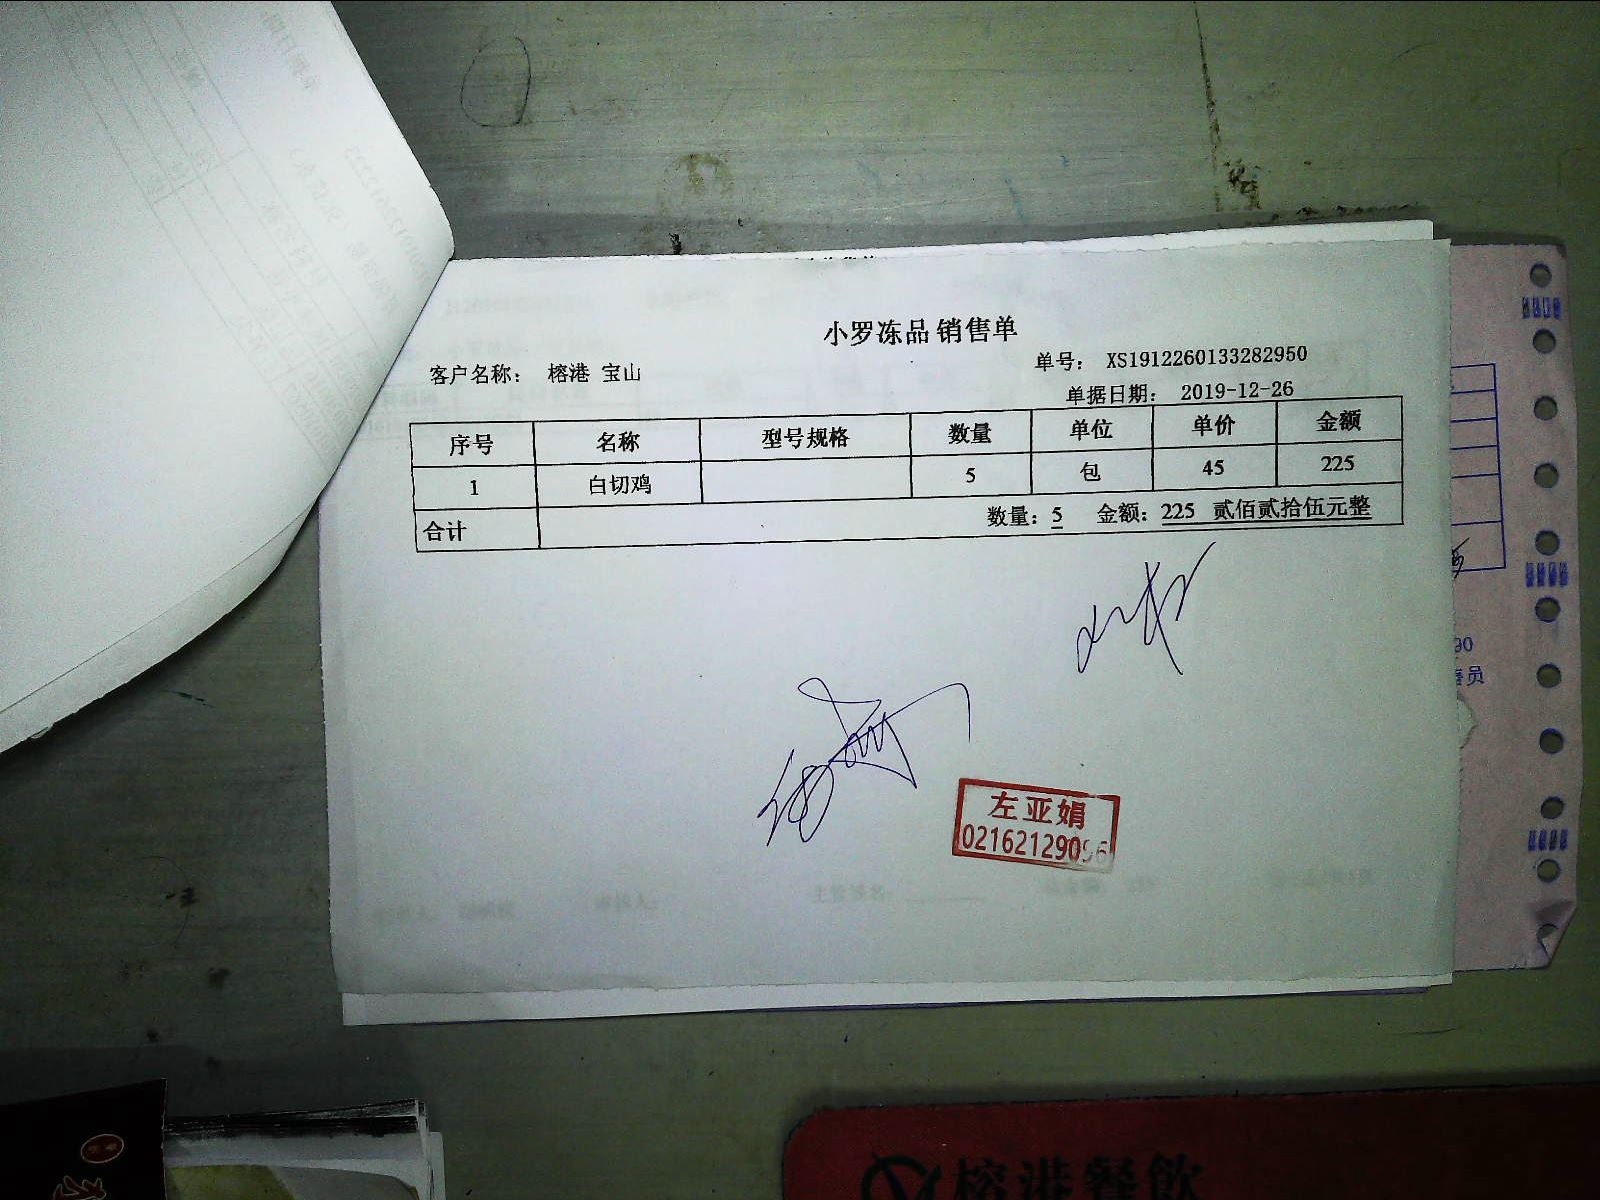 小罗冻品 销售单
客户名称： 榕港 宝山
单号： XS1912260133282950
单据日期： 2019-12-26
序号 名称 型号规格 数量 单位 单价 金额
1 白切鸡 5 包 45 225
合计 数量：5 金额：225 贰佰贰拾伍元整
左亚娟
榕港餐飲